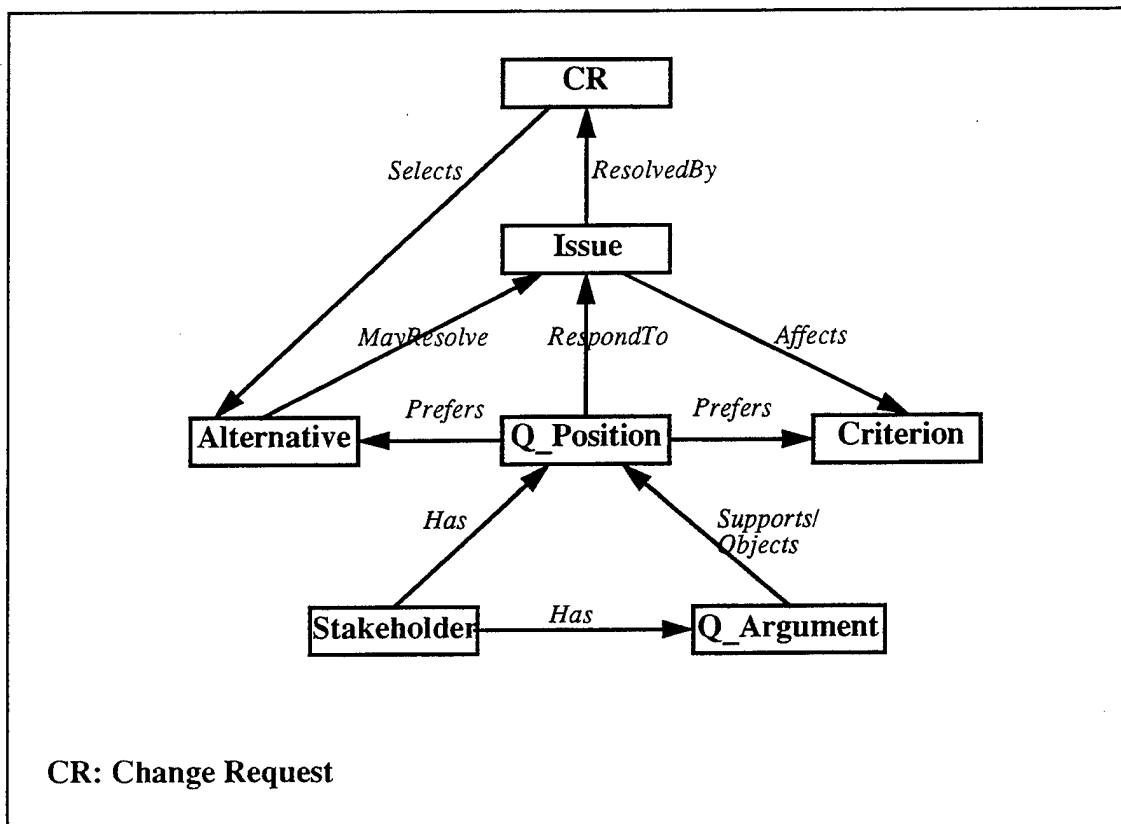 CR
Selects
ResolvedBy
Issue
MayResolve
RespondTo
Affects
Prefers
Prefers
Alternative
Q_Position
Criterion
Has
Supports/
Objects
Has
Stakeholder
Q_Argument
CR: Change Request